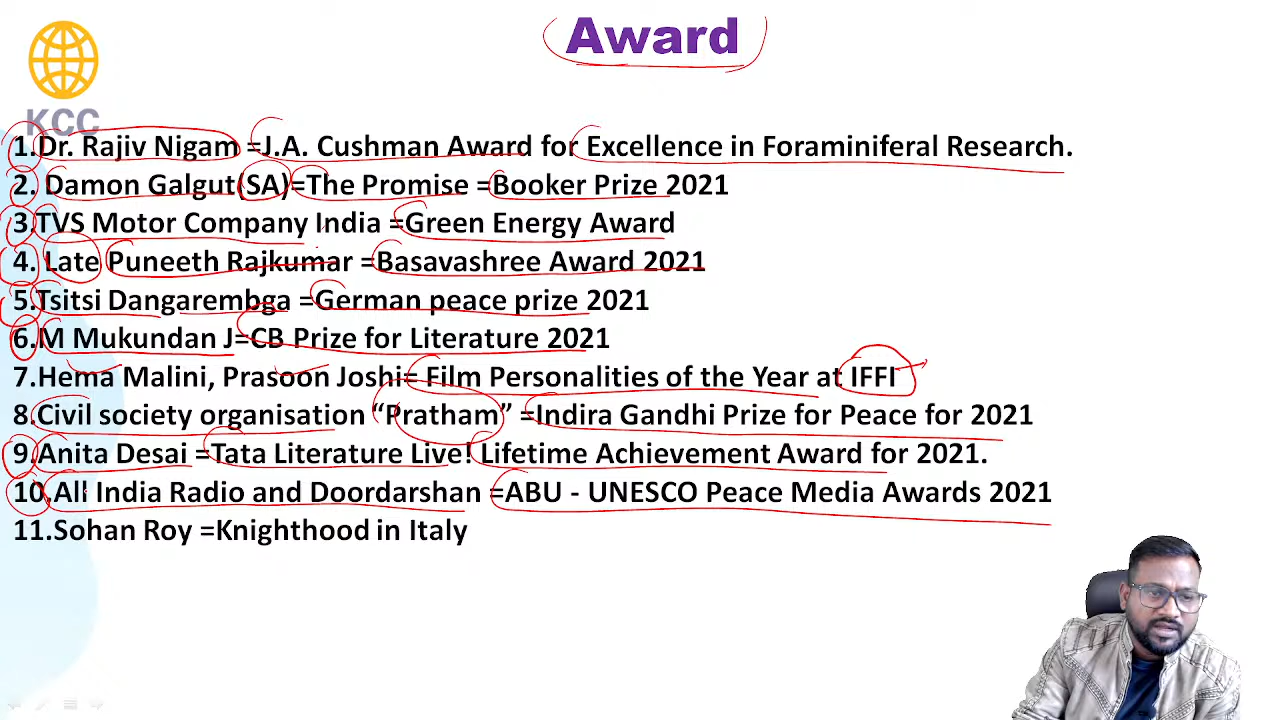 Award
KCC
1.Dr. Rajiv Nigam =J.A. Cushman Award for Excellence in Foraminiferal Research.
2. Damon Galgut(SA)=The Promise =Booker Prize 2021
3.TVS Motor Company India =Green Energy Award
4. Late Puneeth Rajkumar =Basavashree Award 2021
5.Tsitsi Dangarembga =German peace prize 2021
6.M Mukundan J=CB Prize for Literature 2021
7.Hema Malini, Prasoon Joshi= Film Personalities of the Year at IFFI
8.Civil society organisation “Pratham” =Indira Gandhi Prize for Peace for 2021
9.Anita Desai =Tata Literature Live! Lifetime Achievement Award for 2021.
10.All India Radio and Doordarshan =ABU - UNESCO Peace Media Awards 2021
11.Sohan Roy =Knighthood in Italy